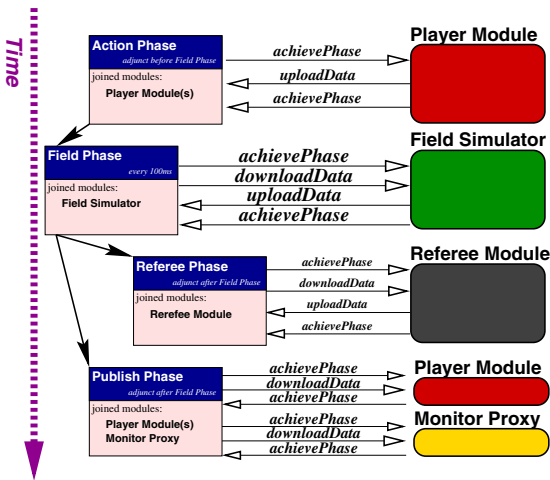 Time
Action Phase
adjunct before Field Phase
joined modules:
Player Module(s)
achievePhase
uploadData
achievePhase
Player Module
Field Phase
every 100ms
joined modules:
Field Simulator
achievePhase
downloadData
uploadData
achievePhase
Field Simulator
Referee Phase
adjunct after Field Phase
joined modules:
Rerefee Module
achievePhase
downloadData
uploadData
achievePhase
Referee Module
Publish Phase
adjunct after Field Phase
joined modules:
Player Module(s)
Monitor Proxy
achievePhase
downloadData
achievePhase
achievePhase
downloadData
achievePhase
Player Module
Monitor Proxy